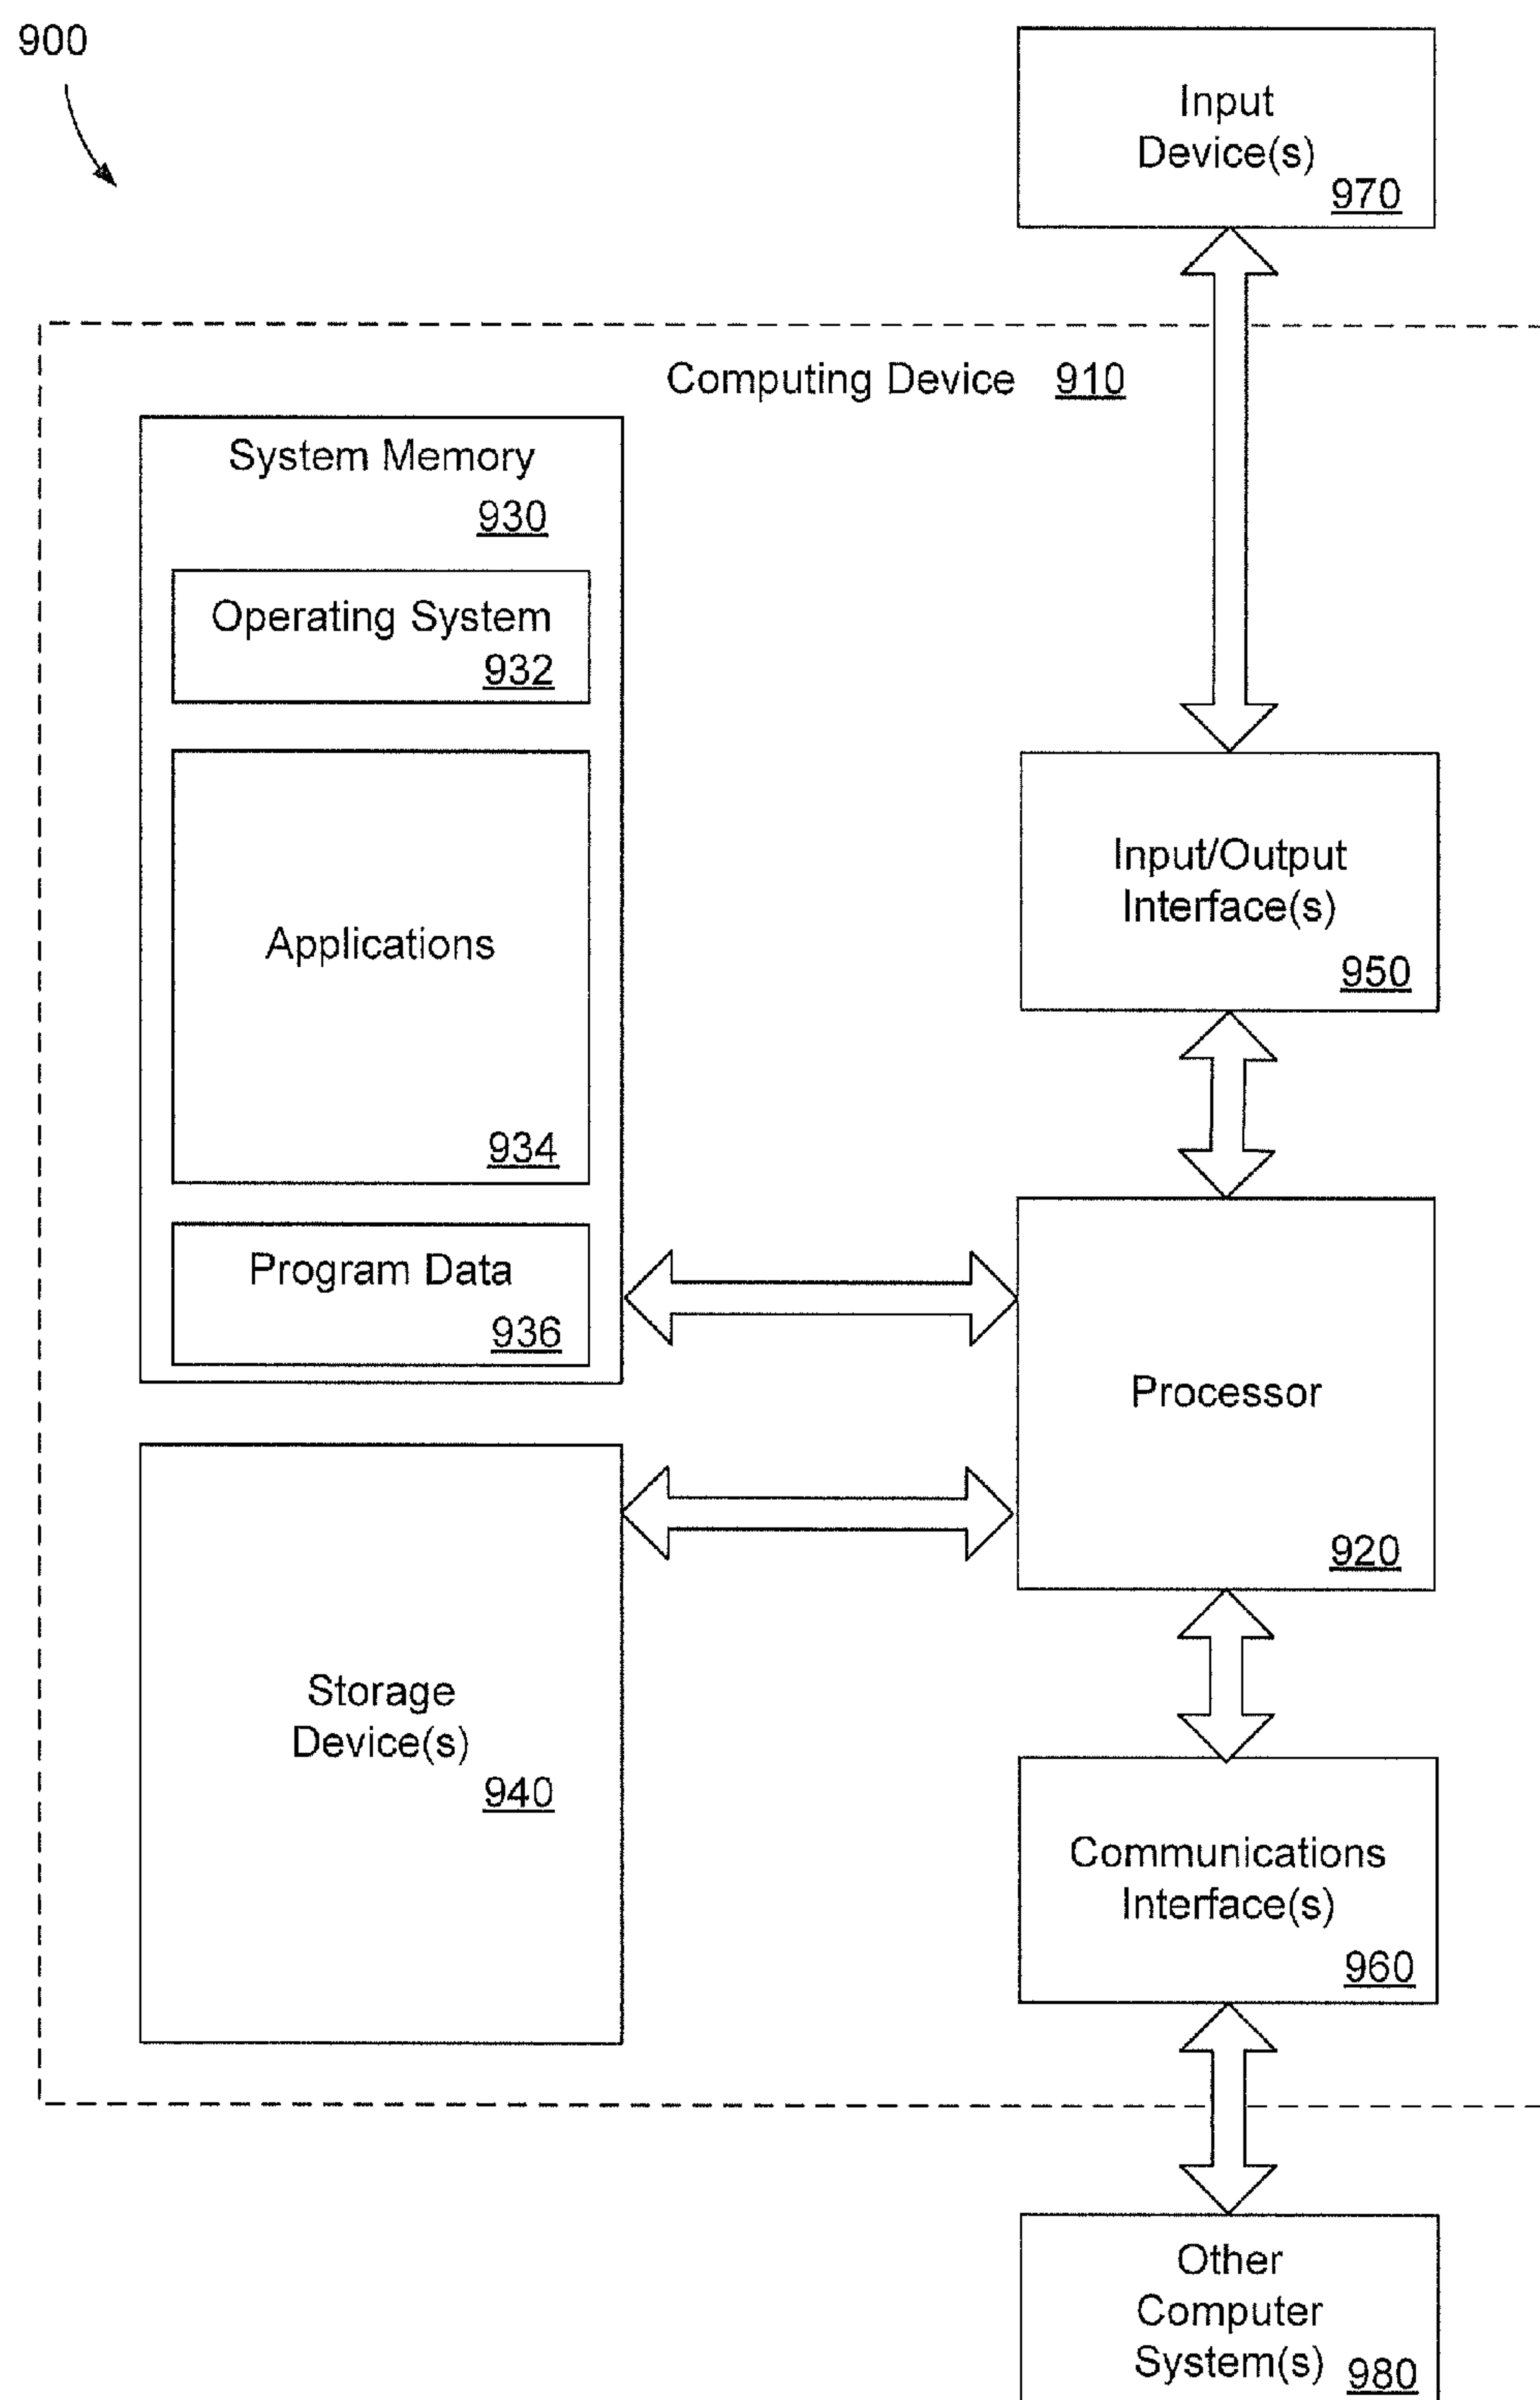 900
Input
Device(s)
970
Computing Device 910
System Memory
930
Operating System
932
Applications
934
Program Data
936
Input/Output
Interface(s)
950
Processor
920
Storage
Device(s)
940
Communications
Interface(s)
960
Other
Computer
System(s) 980